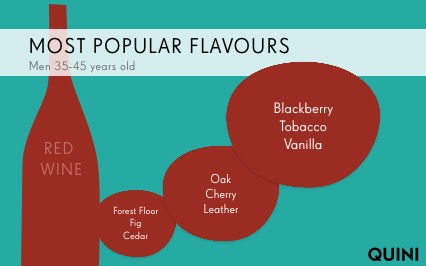 MOST POPULAR FLAVOURS
Men 35-45 years old
RED
WINE
Forest Floor
Fig
Cedar
Oak
Cherry
Leather
Blackberry
Tobacco
Vanilla
QUINI